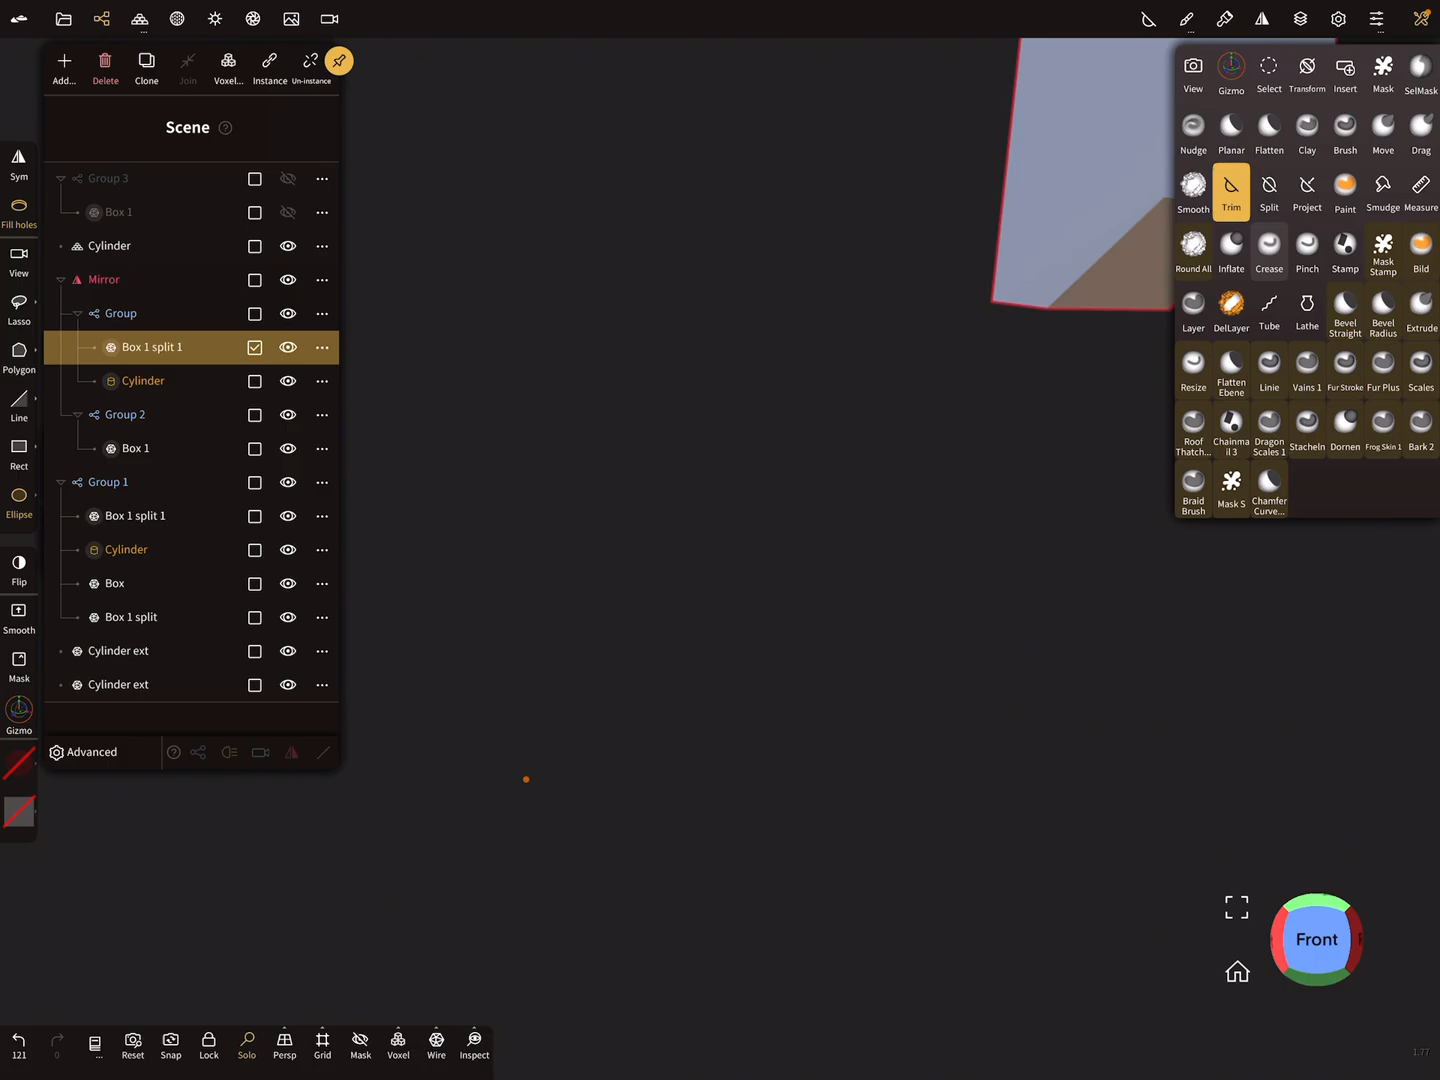 Add...
Delete
Clone
Join
Voxel...
Instance
Un-instance
Scene
Group 3
Box 1
Cylinder
Mirror
Group
Box 1 split 1
Cylinder
Group 2
Box 1
Group 1
Box 1 split 1
Cylinder
Box
Box 1 split
Cylinder ext
Cylinder ext
Advanced
Sym
Fill holes
View
Lasso
Polygon
Line
Rect
Ellipse
Flip
Smooth
Mask
Gizmo
View
Gizmo
Select
Transform
Insert
Mask
SelMask
Nudge
Planar
Flatten
Clay
Brush
Move
Drag
Smooth
Trim
Split
Project
Paint
Smudge
Measure
Round All
Inflate
Crease
Pinch
Stamp
Mask
Stamp
Bild
Layer
DelLayer
Tube
Lathe
Bevel
Straight
Bevel
Radius
Extrude
Resize
Flatten
Ebene
Linie
Vains 1
Fur Stroke
Fur Plus
Scales
Roof
Thatch...
Chainma
il 3
Dragon
Scales 1
Stacheln
Dornen
Frog Skin 1
Bark 2
Braid
Brush
Mask S
Chamfer
Curve...
Front
121
0
...
Reset
Snap
Lock
Solo
Persp
Grid
Mask
Voxel
Wire
Inspect
1.77